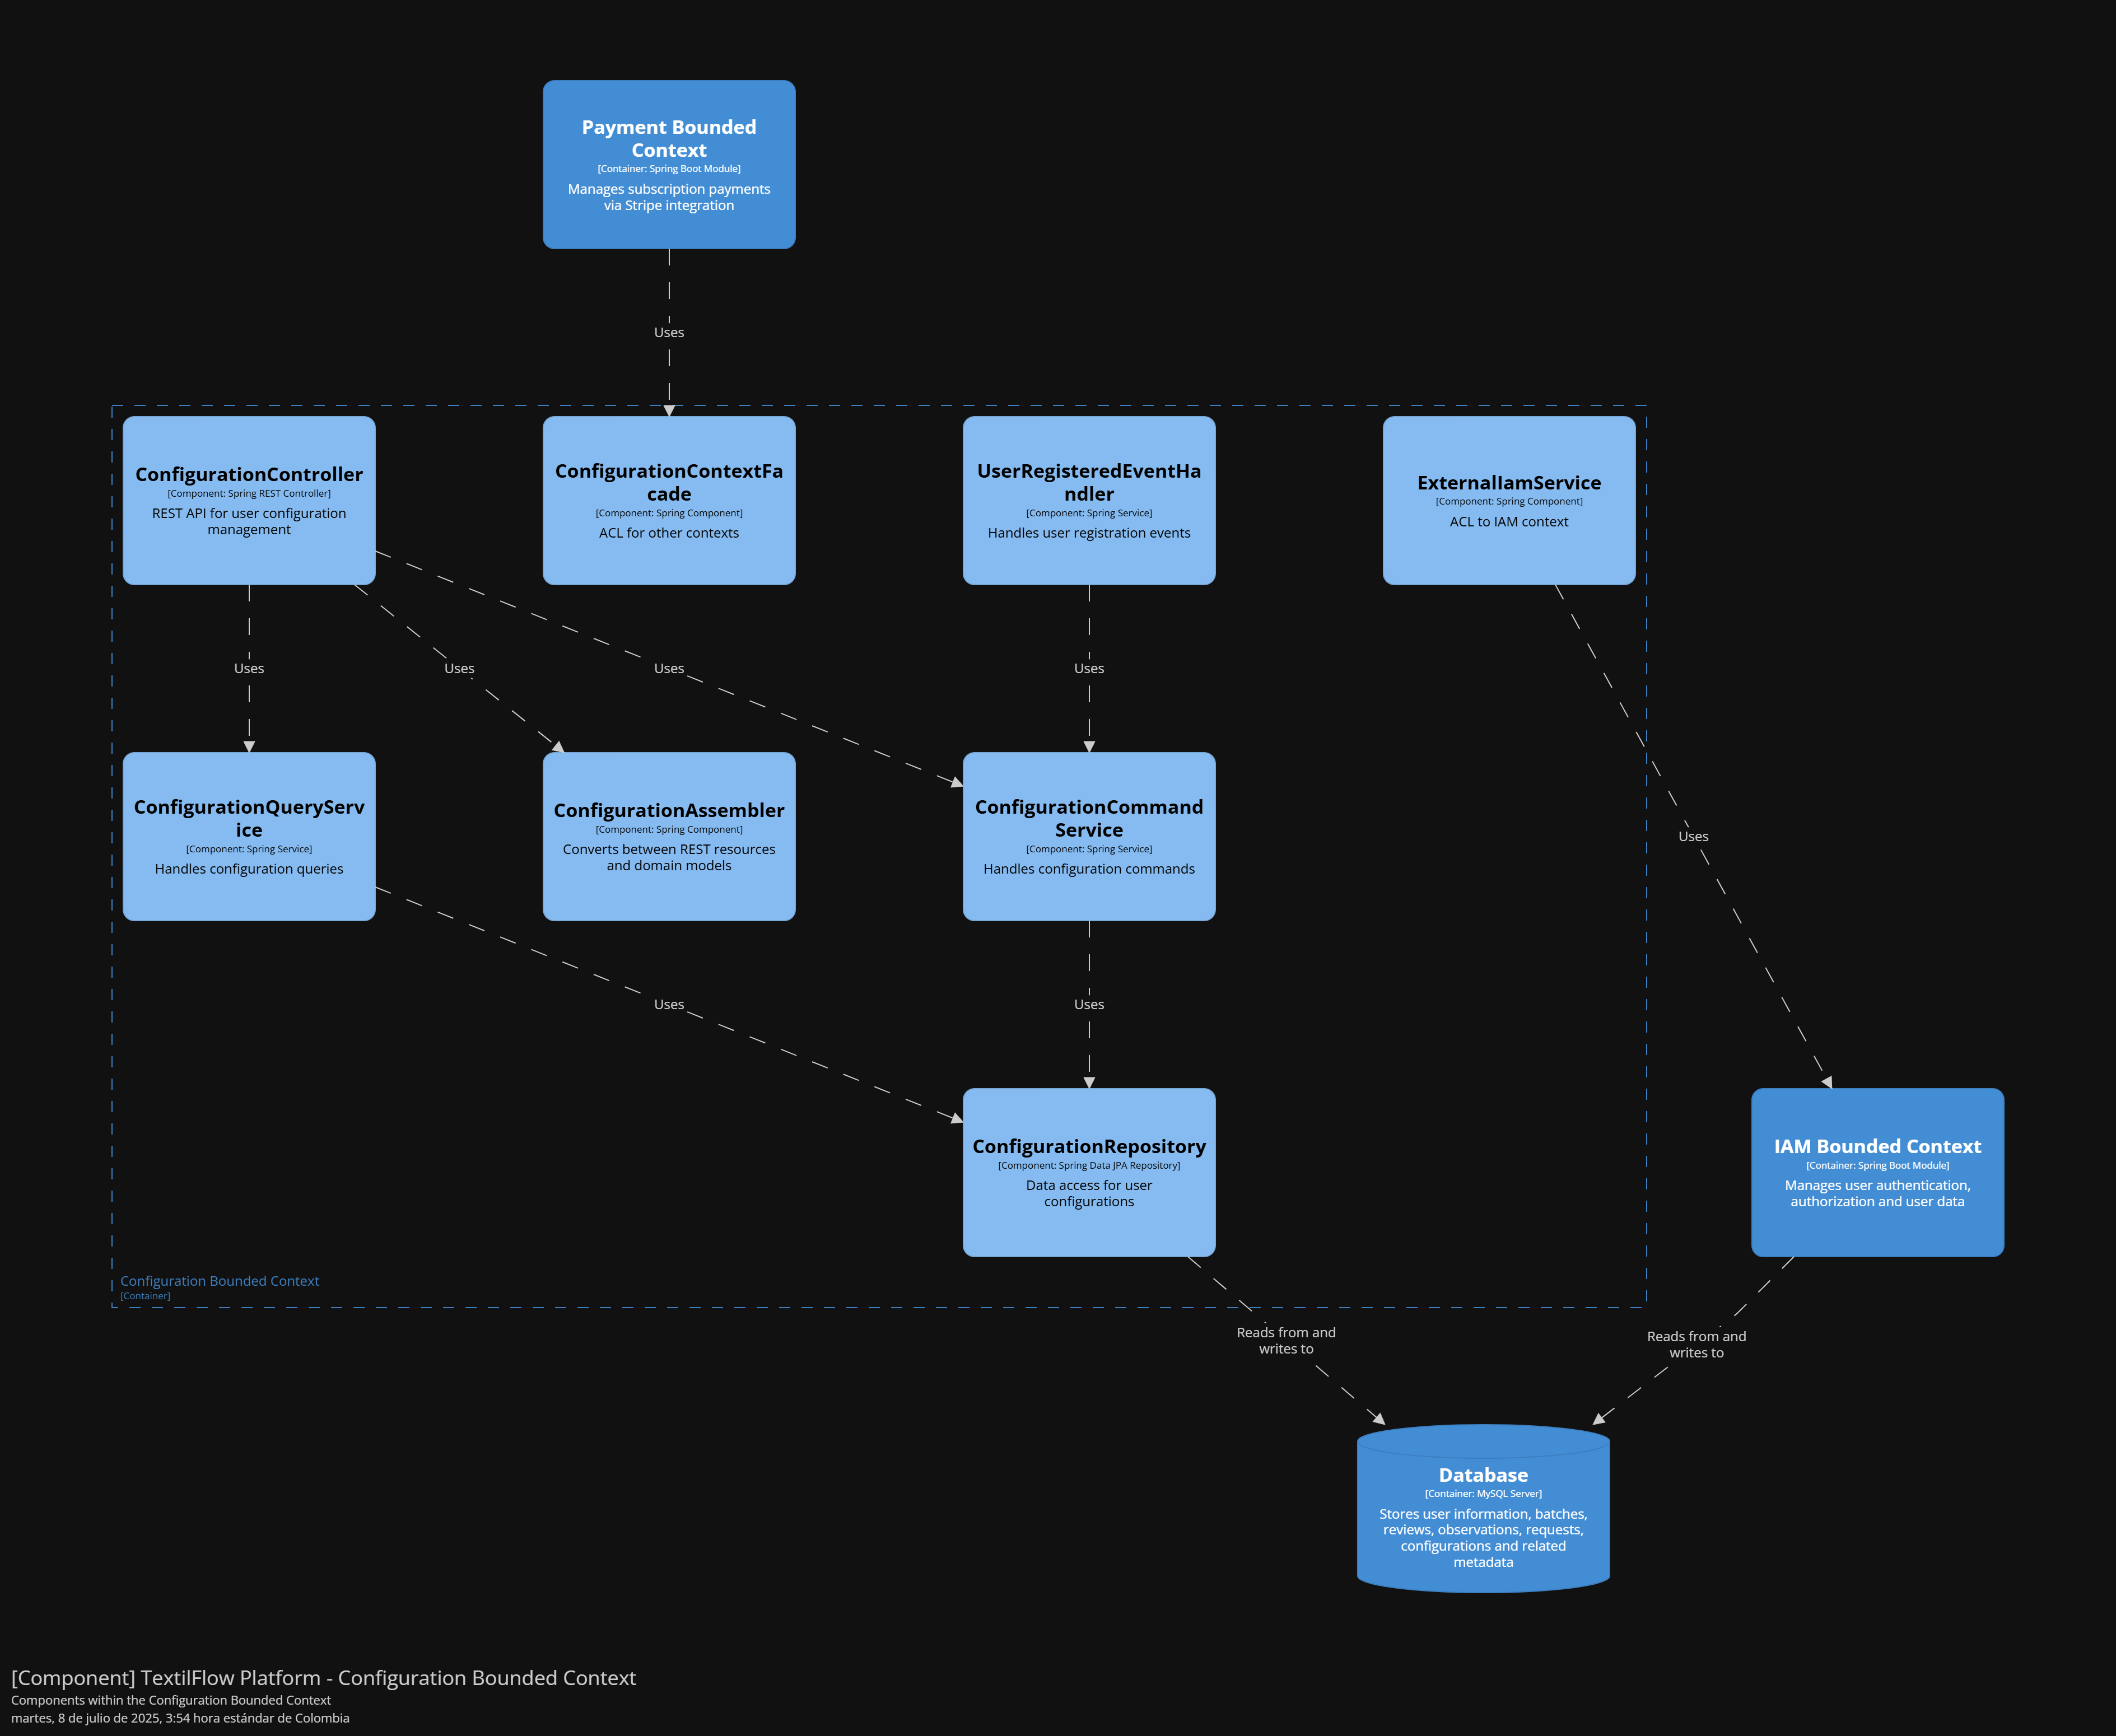 Payment Bounded
Context
[Container: Spring Boot Module]
Manages subscription payments
via Stripe integration
Uses
ConfigurationController
[Component: Spring REST Controller]
REST API for user configuration
management
ConfigurationContextFa
cade
[Component: Spring Component]
ACL for other contexts
UserRegisteredEventHa
ndler
[Component: Spring Service]
Handles user registration events
ExternalIamService
[Component: Spring Component]
ACL to IAM context
Uses
Uses
Uses
Uses
ConfigurationQueryServ
ice
[Component: Spring Service]
Handles configuration queries
ConfigurationAssembler
[Component: Spring Component]
Converts between REST resources
and domain models
ConfigurationCommand
Service
[Component: Spring Service]
Handles configuration commands
Uses
Uses
Uses
ConfigurationRepository
[Component: Spring Data JPA Repository]
Data access for user
configurations
IAM Bounded Context
[Container: Spring Boot Module]
Manages user authentication,
authorization and user data
Configuration Bounded Context
[Container]
Reads from and
writes to
Reads from and
writes to
Database
[Container: MySQL Server]
Stores user information, batches,
reviews, observations, requests,
configurations and related
metadata
[Component] TextilFlow Platform - Configuration Bounded Context
Components within the Configuration Bounded Context
martes, 8 de julio de 2025, 3:54 hora estándar de Colombia